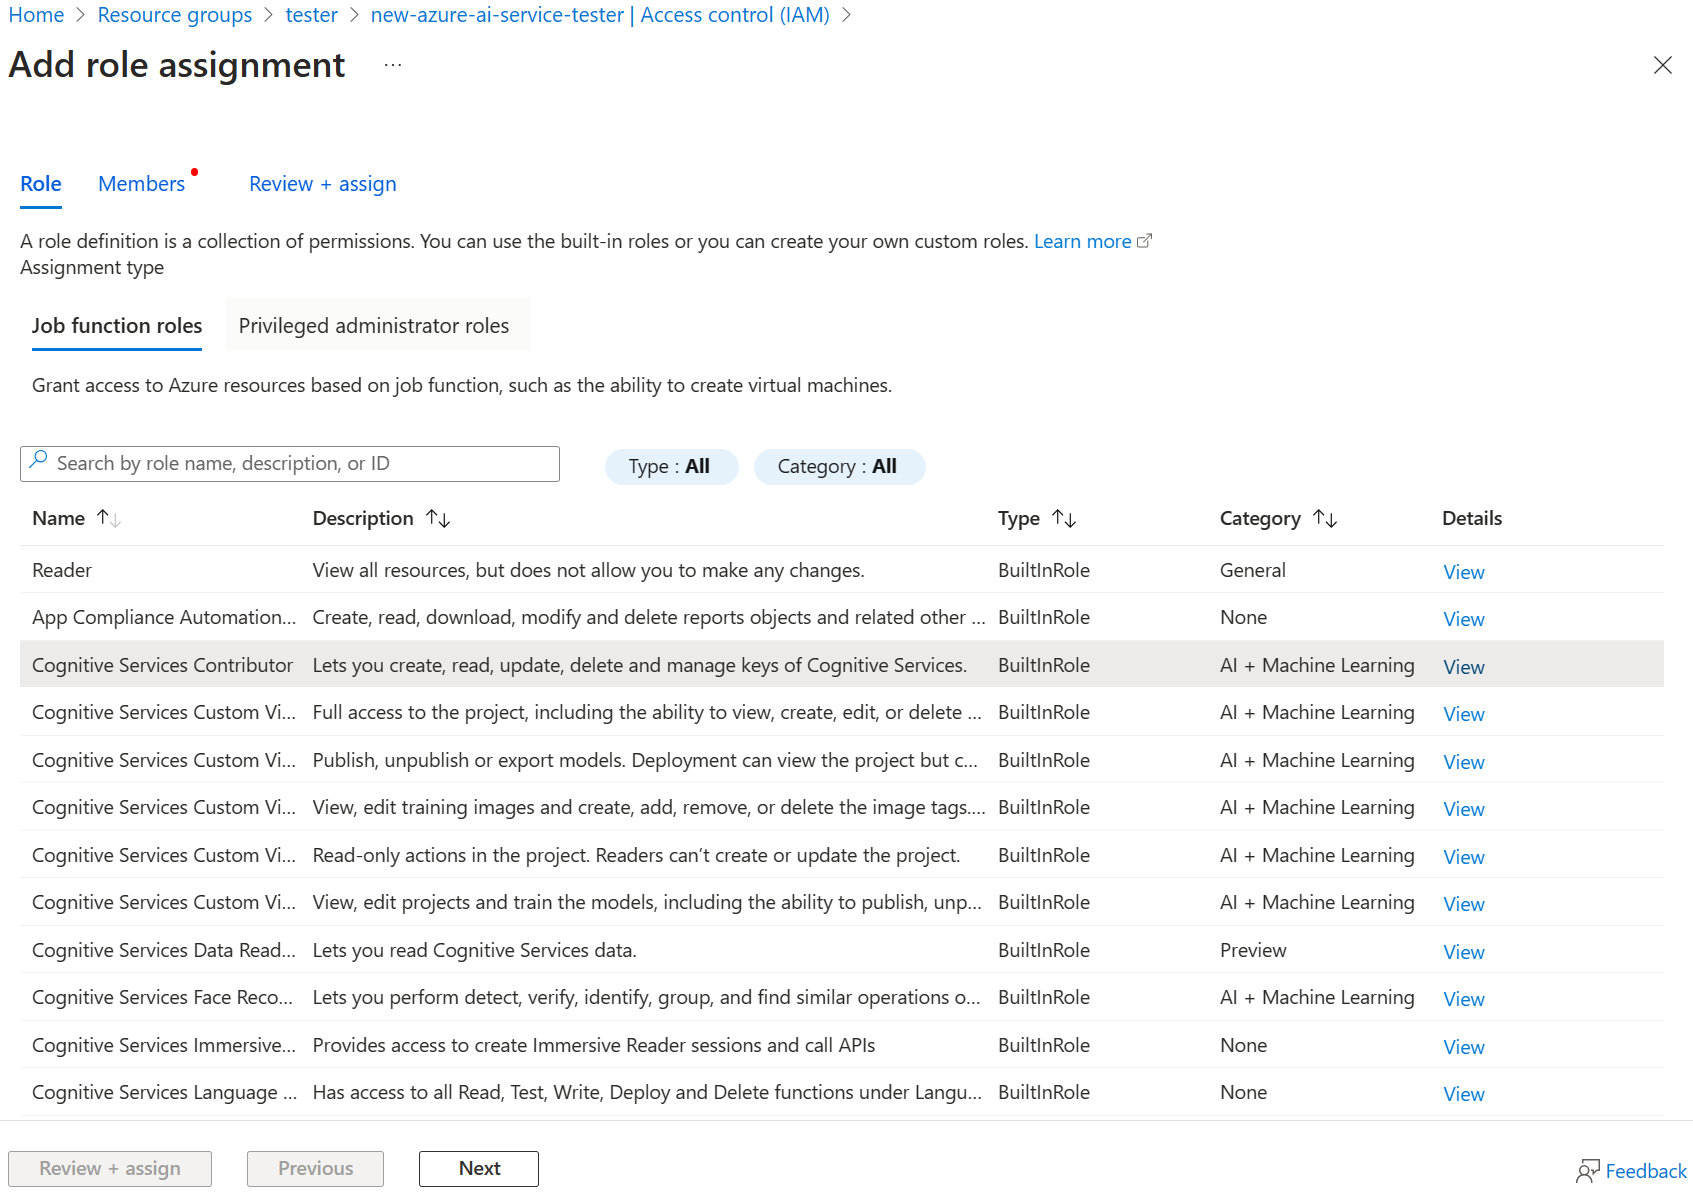 Home > Resource groups > tester > new-azure-ai-service-tester | Access control (IAM) >
Add role assignment ...
Role Members Review + assign
A role definition is a collection of permissions. You can use the built-in roles or you can create your own custom roles. Learn more
Assignment type
Job function roles Privileged administrator roles
Grant access to Azure resources based on job function, such as the ability to create virtual machines.
Search by role name, description, or ID Type : All Category : All
Name ↑↓ Description ↑↓ Type ↑↓ Category ↑↓ Details
Reader View all resources, but does not allow you to make any changes. BuiltInRole General View
App Compliance Automation... Create, read, download, modify and delete reports objects and related other ... BuiltInRole None View
Cognitive Services Contributor Lets you create, read, update, delete and manage keys of Cognitive Services. BuiltInRole AI + Machine Learning View
Cognitive Services Custom Vi... Full access to the project, including the ability to view, create, edit, or delete ... BuiltInRole AI + Machine Learning View
Cognitive Services Custom Vi... Publish, unpublish or export models. Deployment can view the project but c... BuiltInRole AI + Machine Learning View
Cognitive Services Custom Vi... View, edit training images and create, add, remove, or delete the image tags.... BuiltInRole AI + Machine Learning View
Cognitive Services Custom Vi... Read-only actions in the project. Readers can’t create or update the project. BuiltInRole AI + Machine Learning View
Cognitive Services Custom Vi... View, edit projects and train the models, including the ability to publish, unp... BuiltInRole AI + Machine Learning View
Cognitive Services Data Read... Lets you read Cognitive Services data. BuiltInRole Preview View
Cognitive Services Face Reco... Lets you perform detect, verify, identify, group, and find similar operations o... BuiltInRole AI + Machine Learning View
Cognitive Services Immersive... Provides access to create Immersive Reader sessions and call APIs BuiltInRole None View
Cognitive Services Language ... Has access to all Read, Test, Write, Deploy and Delete functions under Langu... BuiltInRole None View
Review + assign Previous Next Feedback